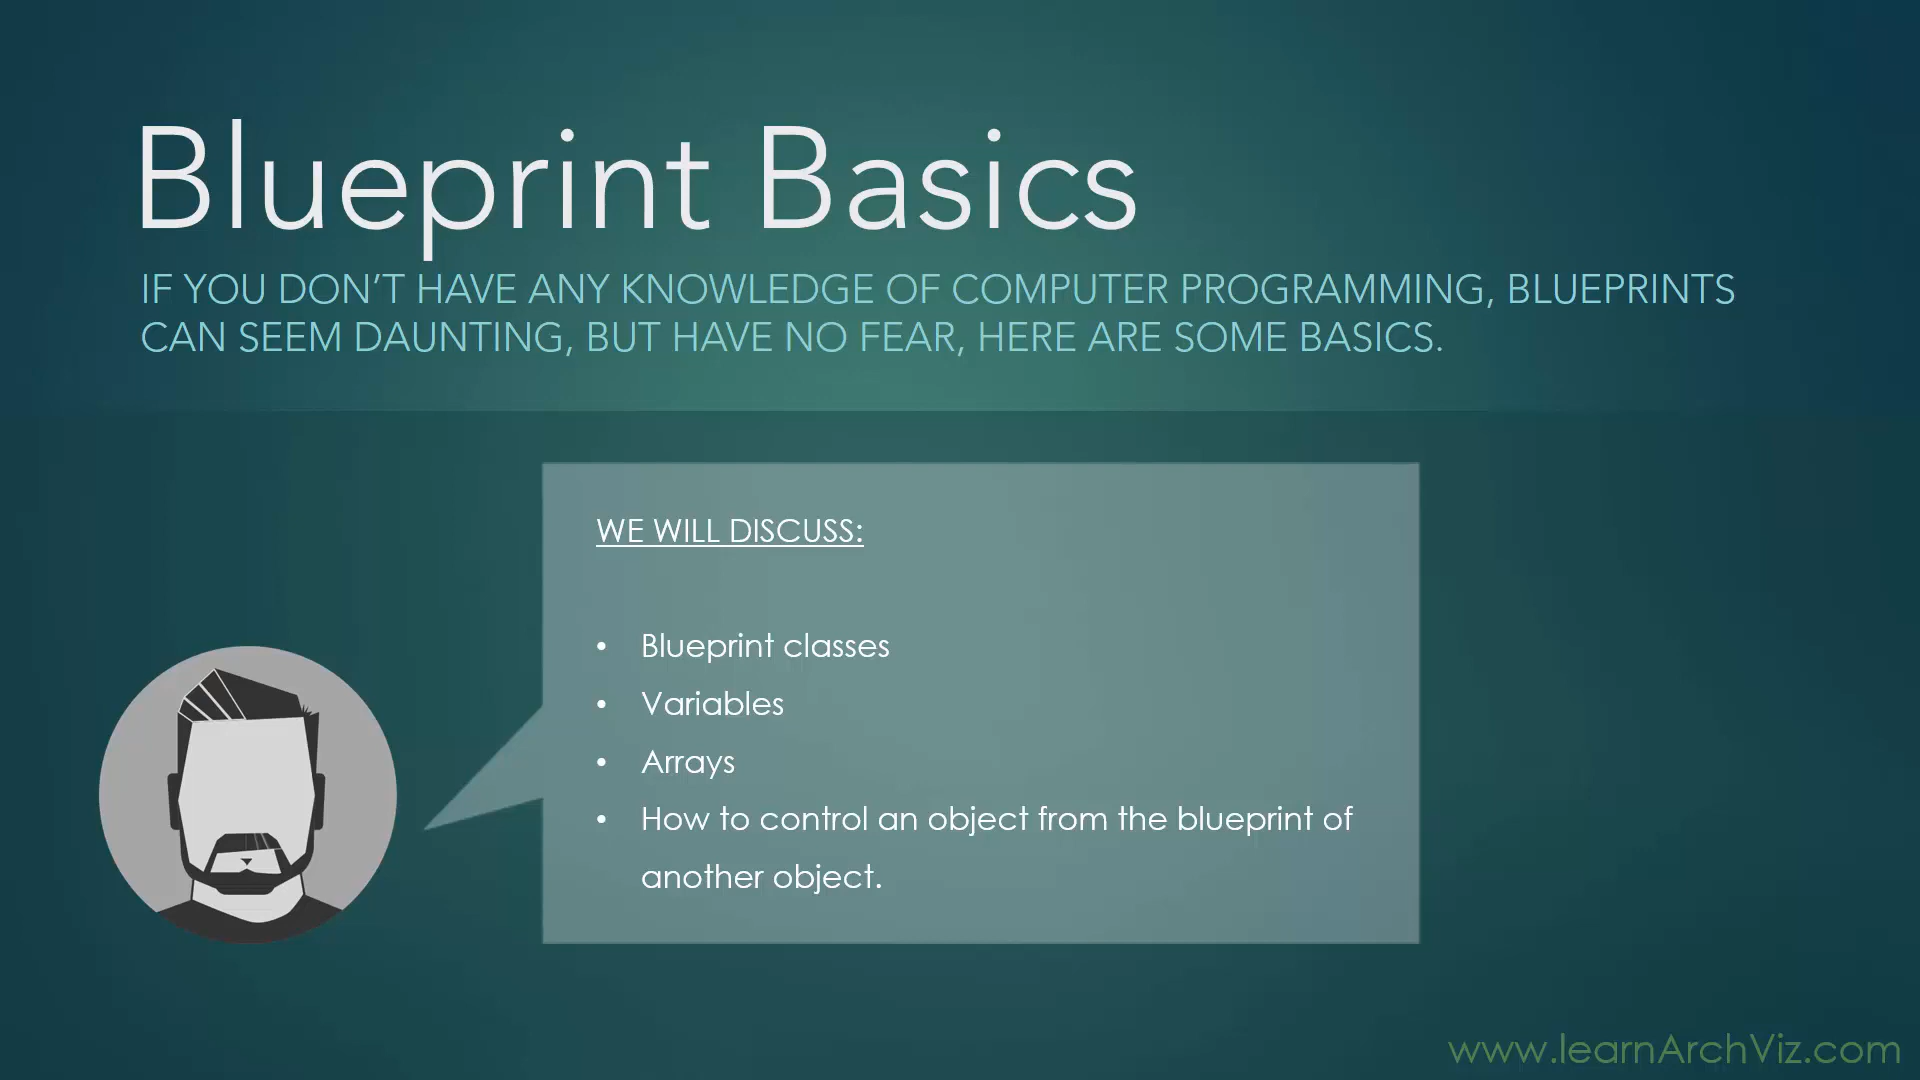 Blueprint Basics
IF YOU DON’T HAVE ANY KNOWLEDGE OF COMPUTER PROGRAMMING, BLUEPRINTS
CAN SEEM DAUNTING, BUT HAVE NO FEAR, HERE ARE SOME BASICS.
WE WILL DISCUSS:
• Blueprint classes
• Variables
• Arrays
• How to control an object from the blueprint of
another object.
www.learnArchViz.com